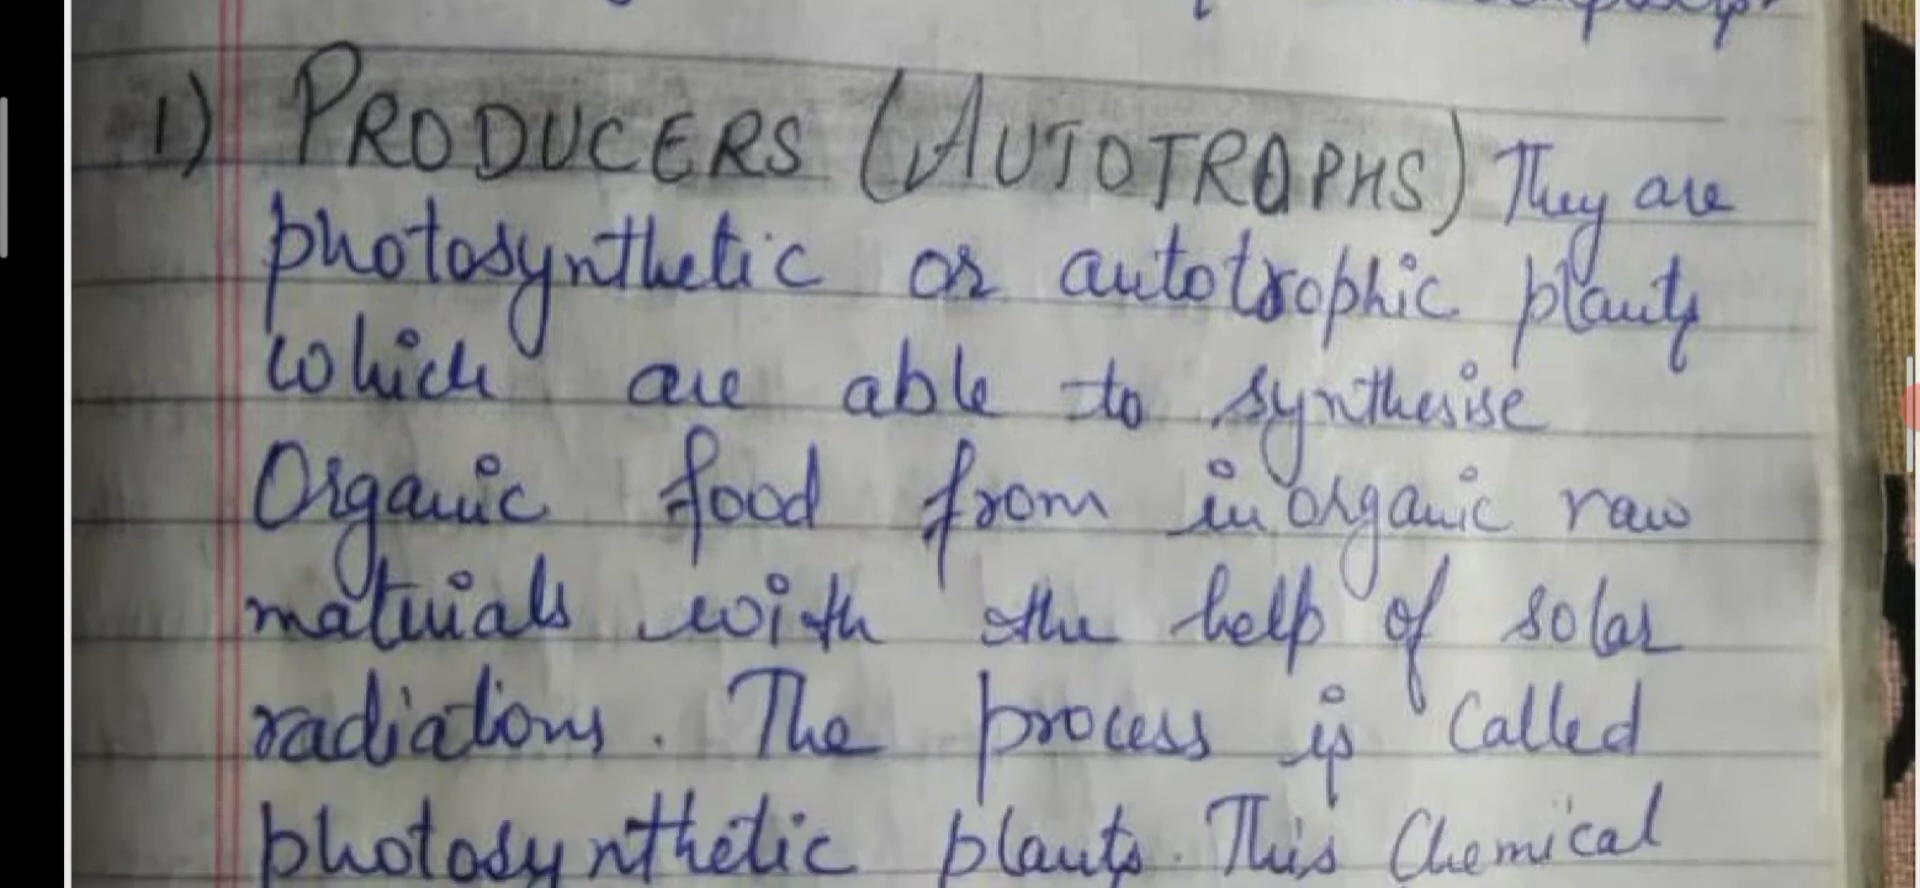 1) PRODUCERS (AUTOTROPHS) They are
photosynthetic or autotrophic plants
which are able to synthesise
Organic food from inorganic raw
materials with the help of solar
radiations. The process is called
photosynthetic plants. This Chemical